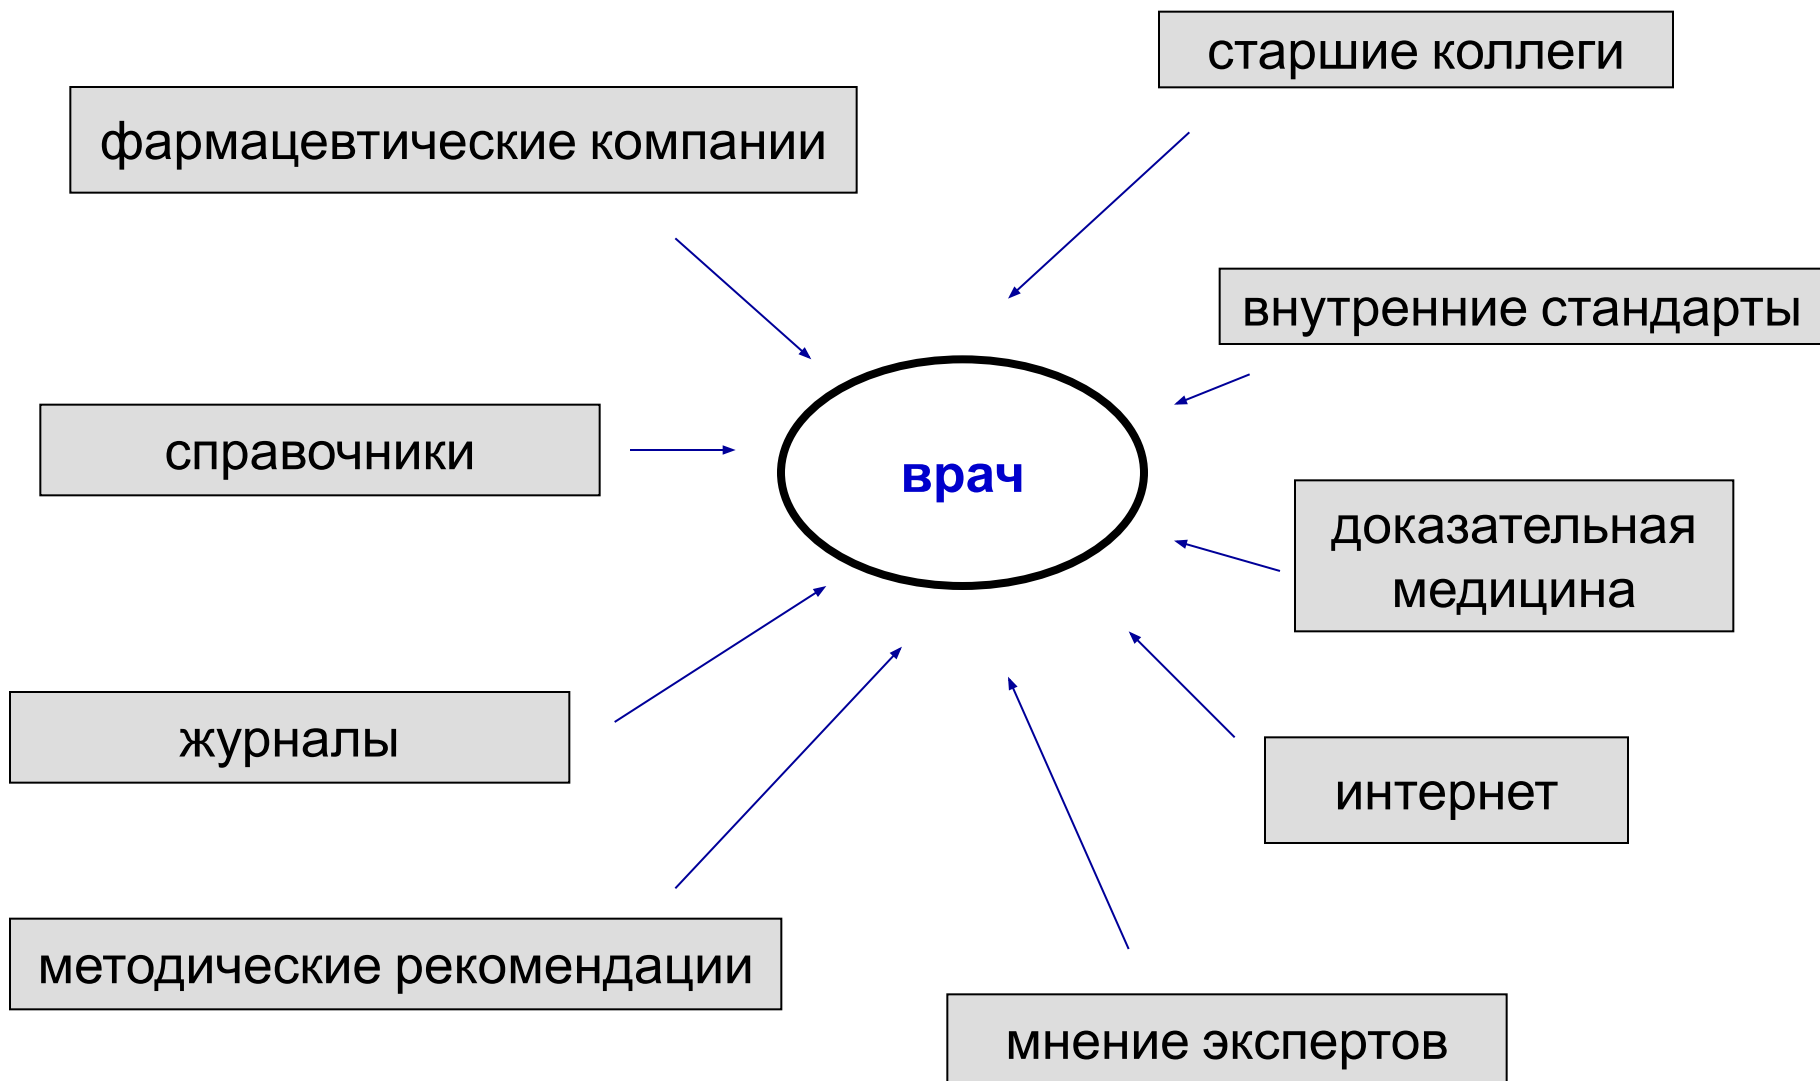 старшие коллеги
фармацевтические компании
внутренние стандарты
справочники
врач
доказательная
медицина
журналы
интернет
методические рекомендации
мнение экспертов